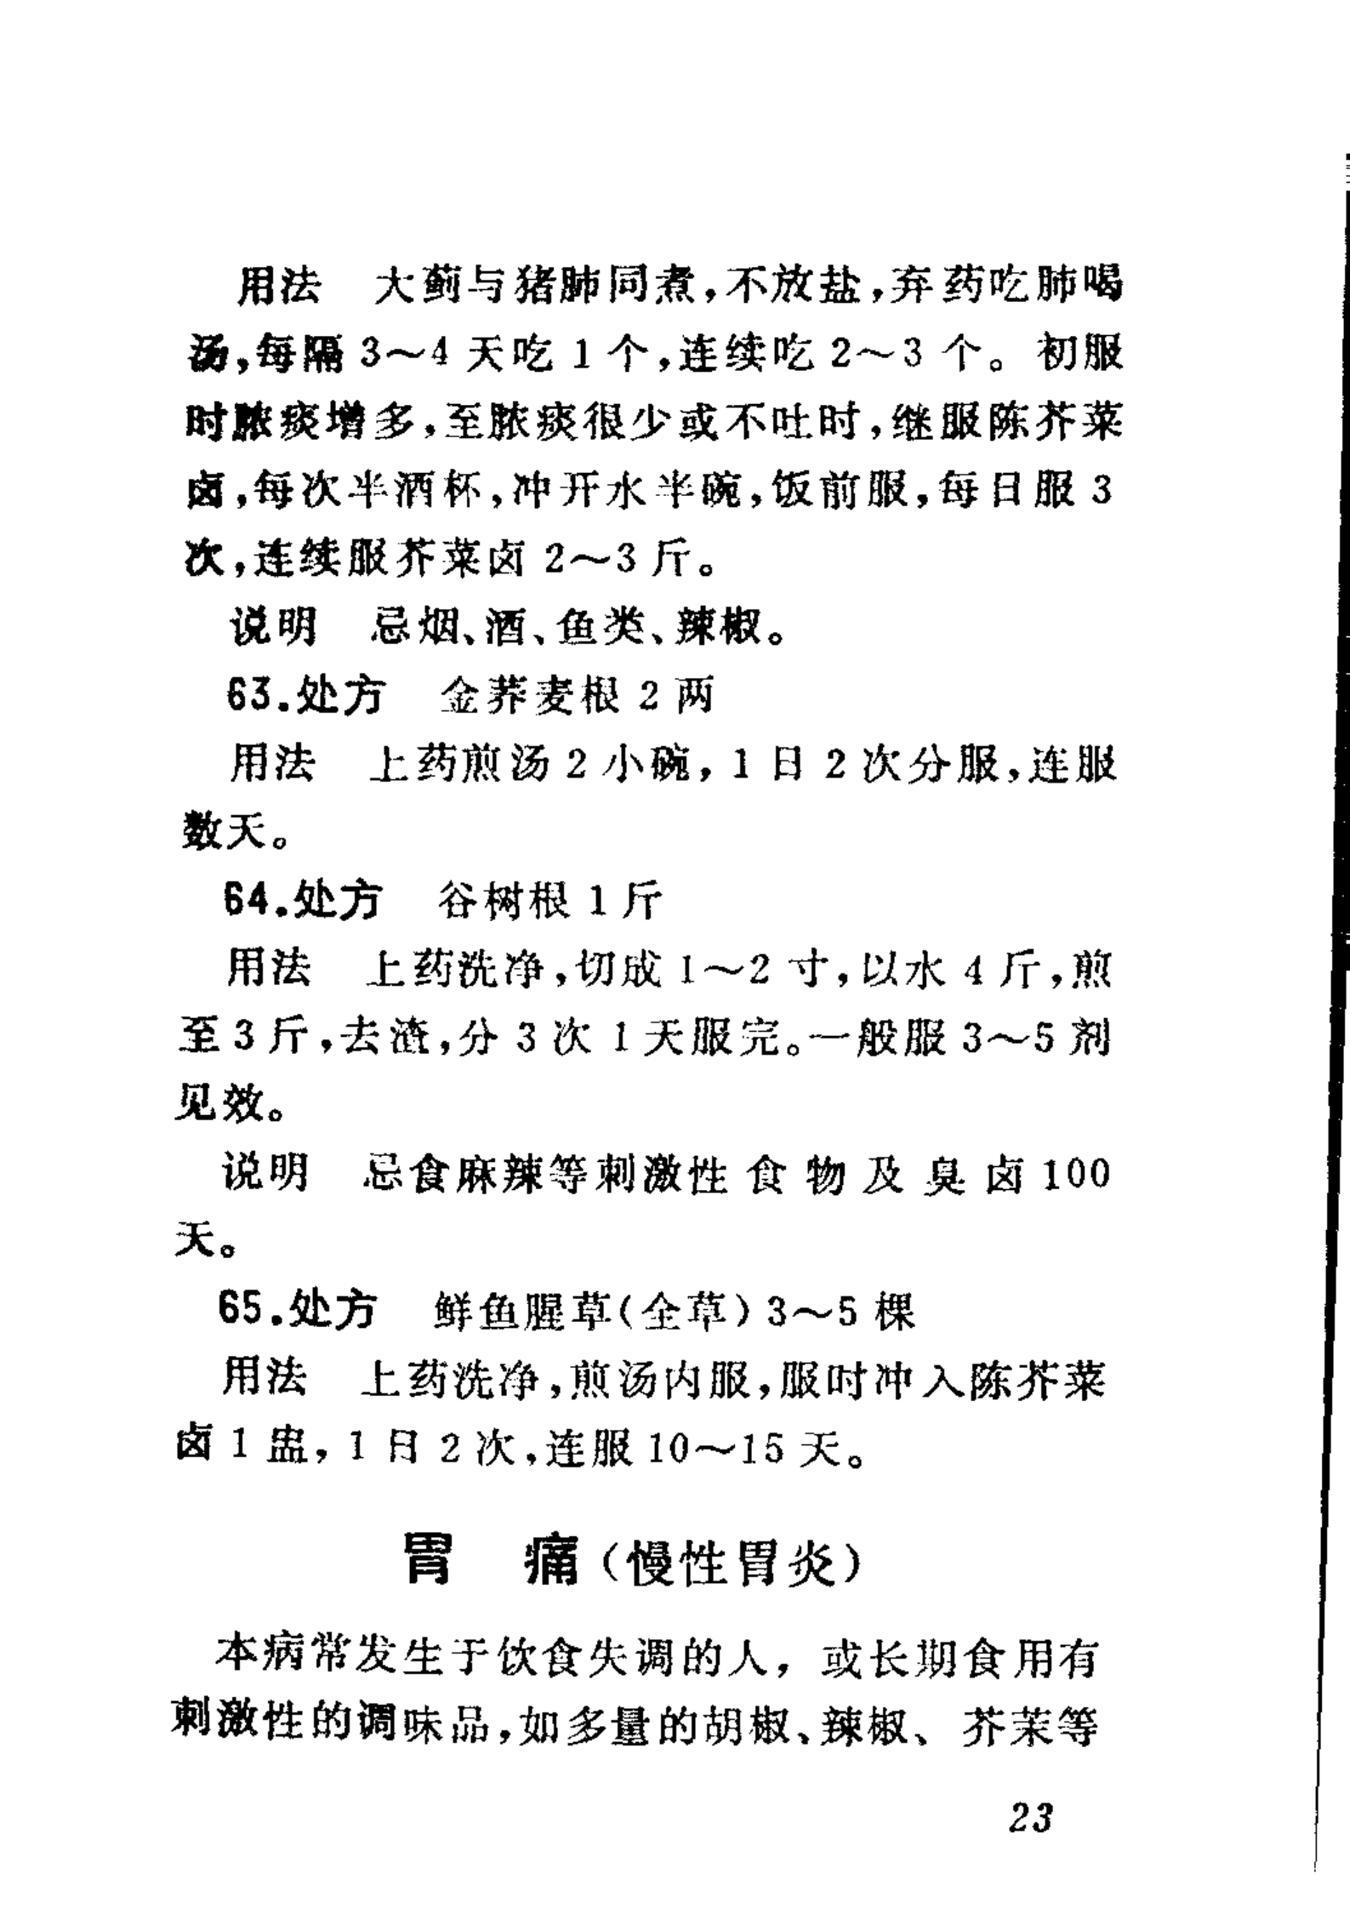 用法　大蓟与猪肺同煮，不放盐，弃药吃肺喝
汤，每隔3～4天吃1个，连续吃2～3个。初服
时脓痰增多，至脓痰很少或不吐时，继服陈芥菜
卤，每次半酒杯，冲开水半碗，饭前服，每日服3
次，连续服芥菜卤2～3斤。
说明　忌烟、酒、鱼类、辣椒。
63.处方　金荞麦根2两
用法　上药煎汤2小碗，1日2次分服，连服
数天。
64.处方　谷树根1斤
用法　上药洗净，切成1～2寸，以水4斤，煎
至3斤，去渣，分3次1天服完。一般服3～5剂
见效。
说明　忌食麻辣等刺激性食物及臭卤100
天。
65.处方　鲜鱼腥草(全草)3～5棵
用法　上药洗净，煎汤内服，服时冲入陈芥菜
卤1盅，1日2次，连服10～15天。
胃　痛(慢性胃炎)
本病常发生于饮食失调的人，或长期食用有
刺激性的调味品，如多量的胡椒、辣椒、芥茉等
23